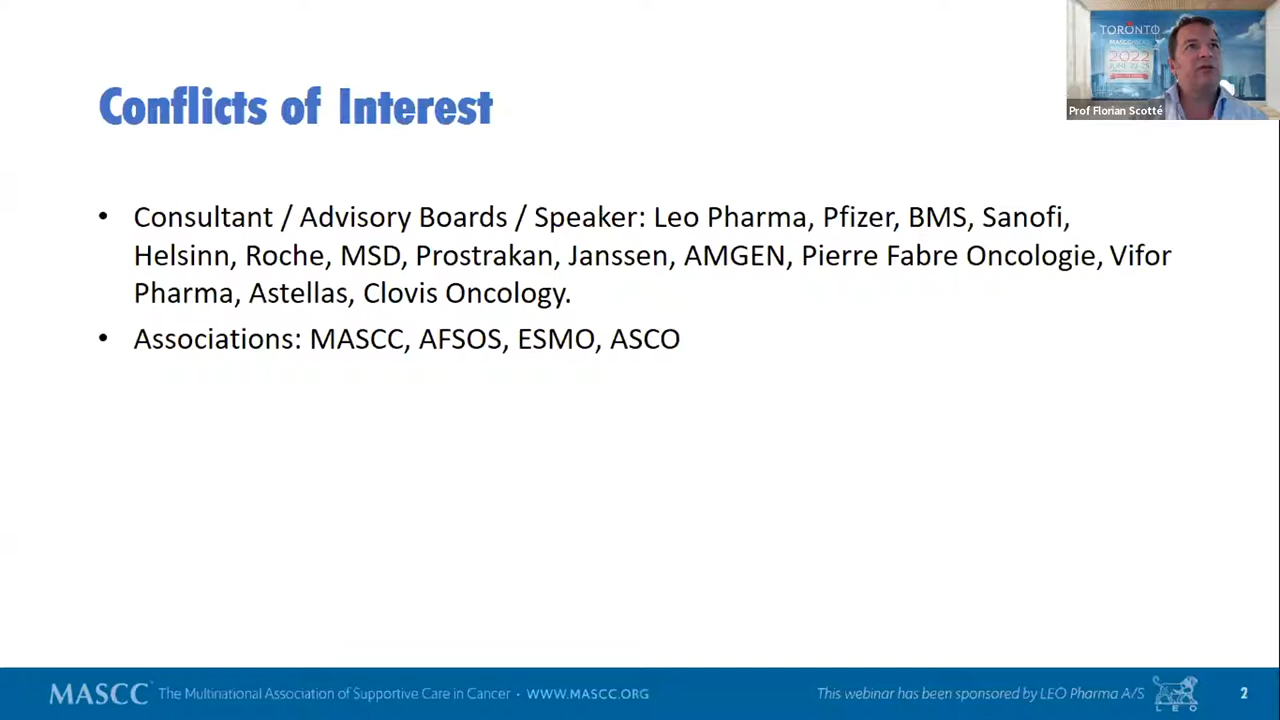 TORONTO
2022
Prof Florian Scotté
Conflicts of Interest
• Consultant / Advisory Boards / Speaker: Leo Pharma, Pfizer, BMS, Sanofi,
Helsinn, Roche, MSD, Prostrakan, Janssen, AMGEN, Pierre Fabre Oncologie, Vifor
Pharma, Astellas, Clovis Oncology.
• Associations: MASCC, AFSOS, ESMO, ASCO
MASCC The Multinational Association of Supportive Care in Cancer · WWW.MASCC.ORG
This webinar has been sponsored by LEO Pharma A/S
LEO
2